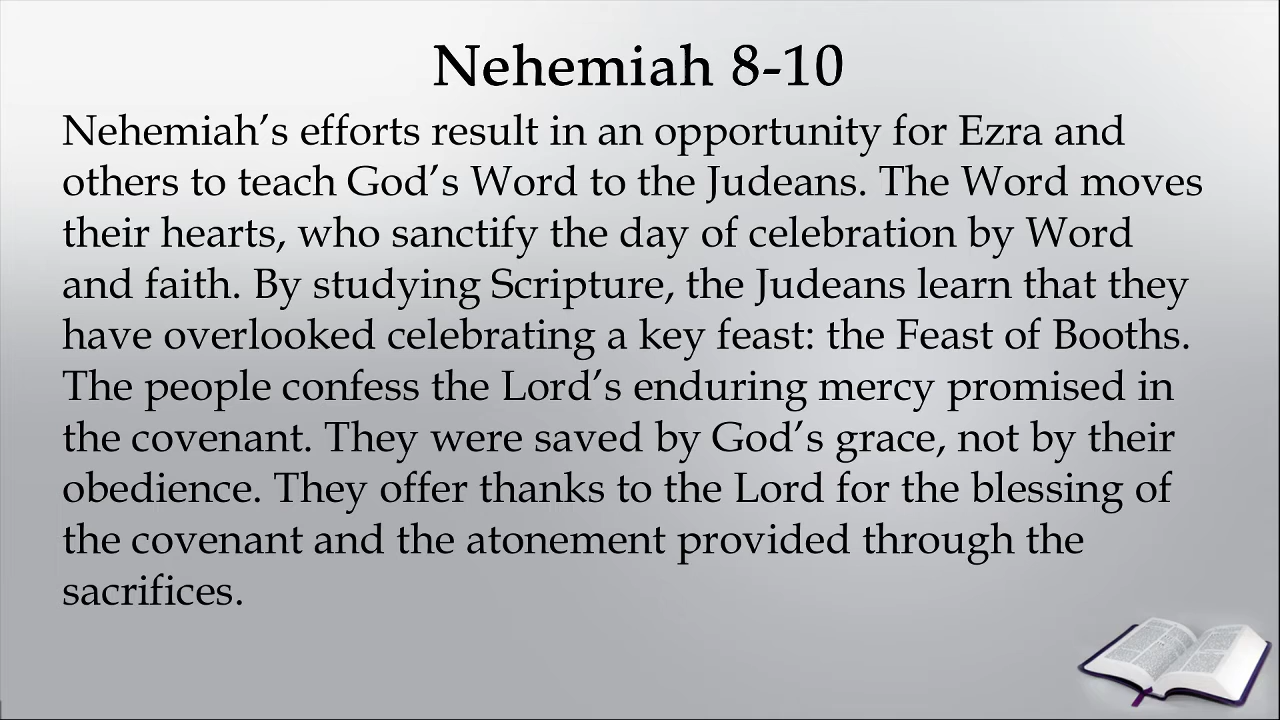 Nehemiah 8-10
Nehemiah’s efforts result in an opportunity for Ezra and
others to teach God’s Word to the Judeans. The Word moves
their hearts, who sanctify the day of celebration by Word
and faith. By studying Scripture, the Judeans learn that they
have overlooked celebrating a key feast: the Feast of Booths.
The people confess the Lord’s enduring mercy promised in
the covenant. They were saved by God’s grace, not by their
obedience. They offer thanks to the Lord for the blessing of
the covenant and the atonement provided through the
sacrifices.